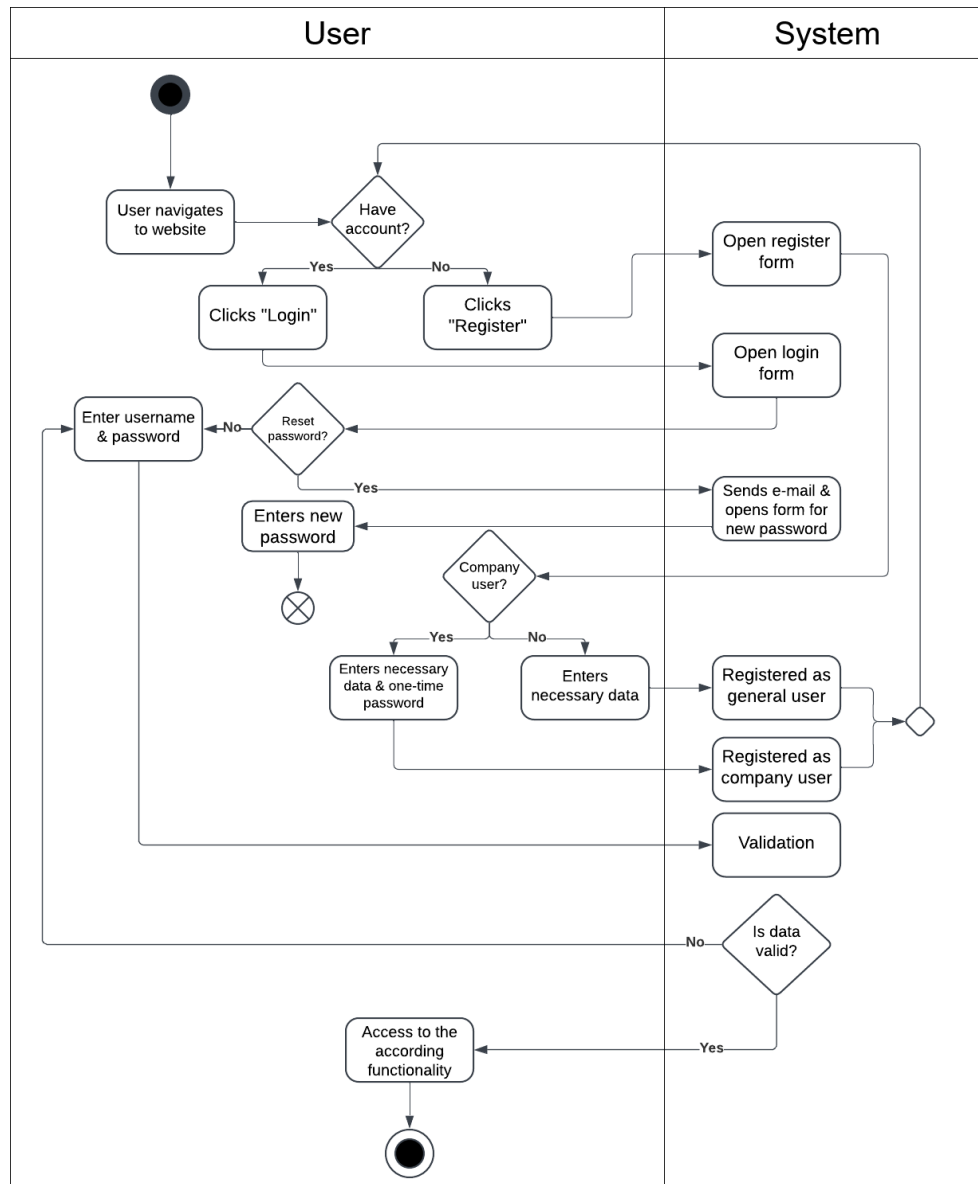 User
System
User navigates
to website
Have
account?
Yes
No
Clicks "Login"
Clicks
"Register"
Open register
form
Open login
form
Enter username
& password
No
Reset
password?
Yes
Sends e-mail &
opens form for
new password
Enters new
password
Company
user?
Yes
No
Enters necessary
data & one-time
password
Enters
necessary data
Registered as
general user
Registered as
company user
Validation
Is data
valid?
No
Yes
Access to the
according
functionality